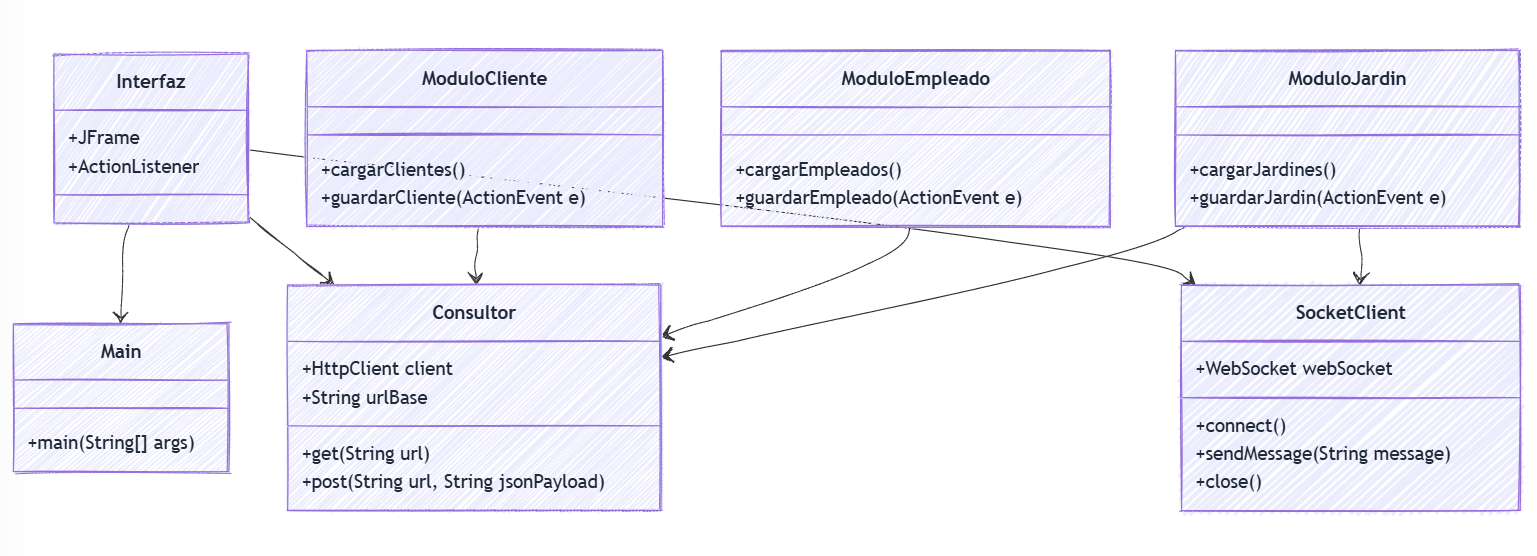 Interfaz
+JFrame
+ActionListener
ModuloCliente
+cargarClientes()
+guardarCliente(ActionEvent e)
ModuloEmpleado
+cargarEmpleados()
+guardarEmpleado(ActionEvent e)
ModuloJardin
+cargarJardines()
+guardarJardin(ActionEvent e)
Main
+main(String[] args)
Consultor
+HttpClient client
+String urlBase
+get(String url)
+post(String url, String jsonPayload)
SocketClient
+WebSocket webSocket
+connect()
+sendMessage(String message)
+close()